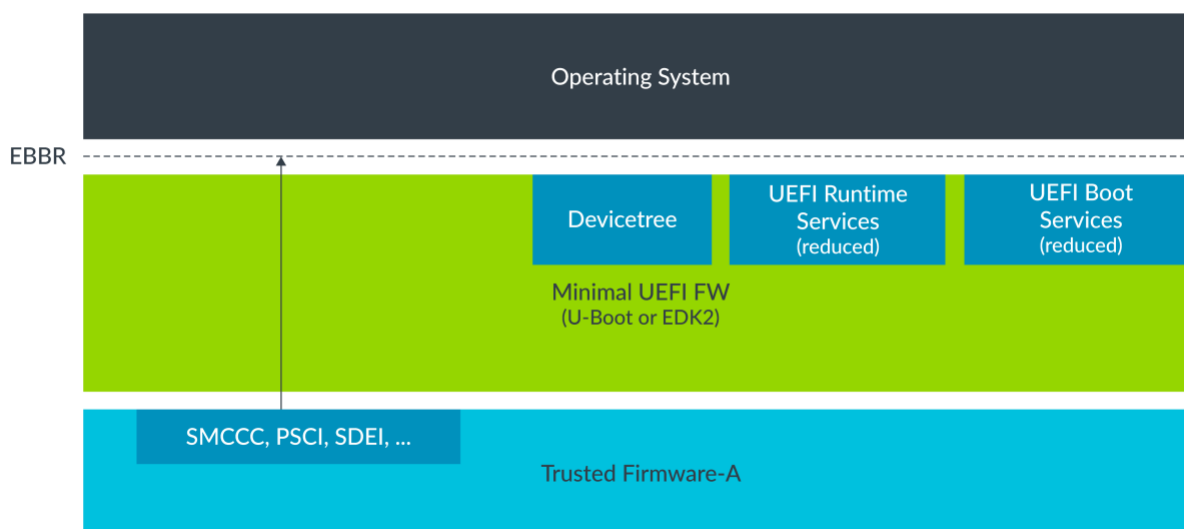 Operating System
EBBR
Devicetree
UEFI Runtime
Services
(reduced)
UEFI Boot
Services
(reduced)
Minimal UEFI FW
(U-Boot or EDK2)
SMCCC, PSCI, SDEI, ...
Trusted Firmware-A